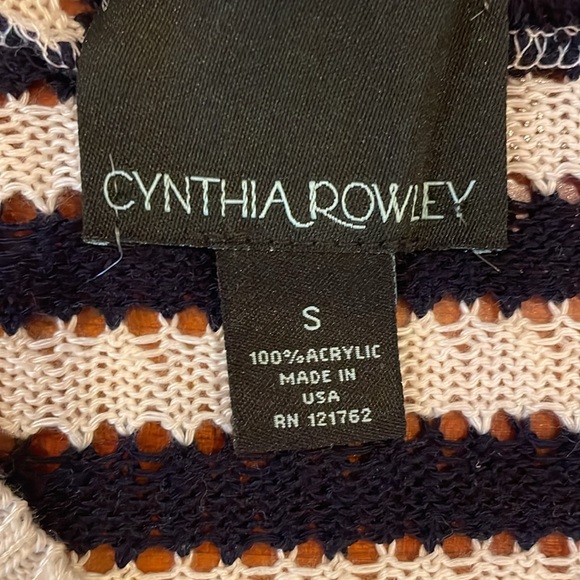 CYNTHIA ROWLEY
S
100% ACRYLIC
MADE IN
USA
RN 121762